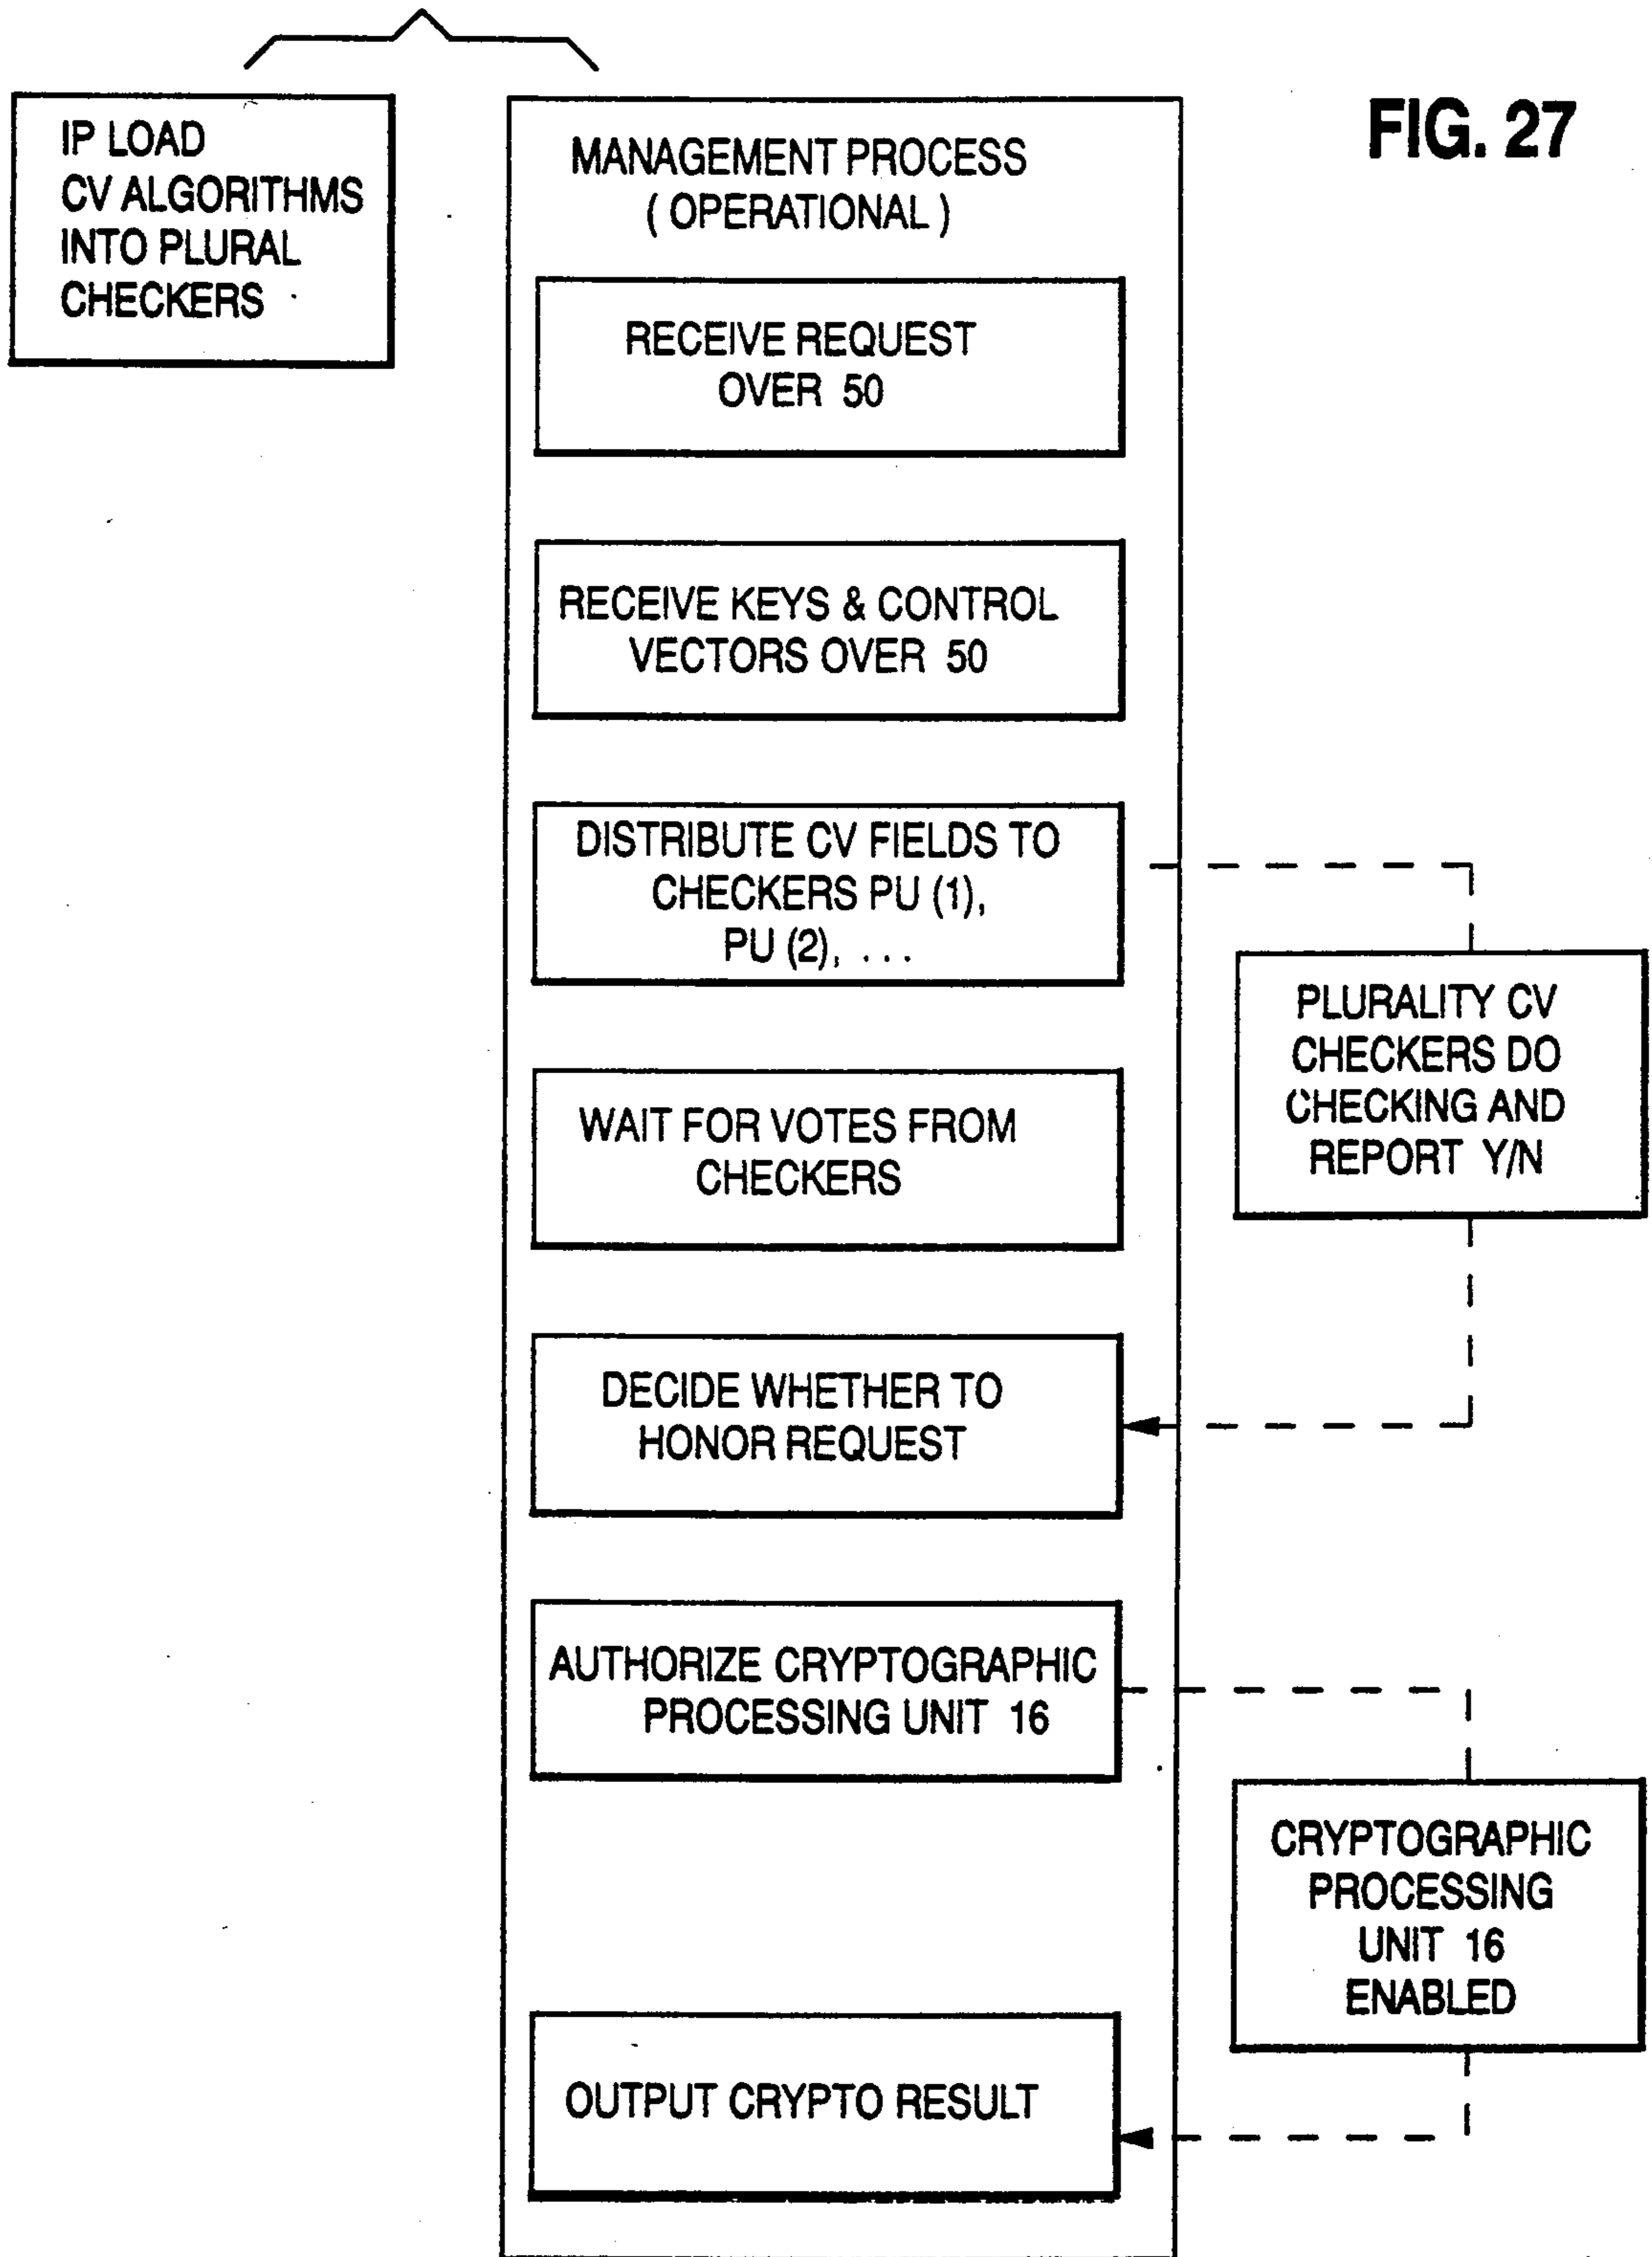 FIG. 27
IP LOAD
CV ALGORITHMS
INTO PLURAL
CHECKERS
MANAGEMENT PROCESS
( OPERATIONAL )
RECEIVE REQUEST
OVER 50
RECEIVE KEYS & CONTROL
VECTORS OVER 50
DISTRIBUTE CV FIELDS TO
CHECKERS PU (1),
PU (2), . . .
PLURALITY CV
CHECKERS DO
CHECKING AND
REPORT Y/N
WAIT FOR VOTES FROM
CHECKERS
DECIDE WHETHER TO
HONOR REQUEST
AUTHORIZE CRYPTOGRAPHIC
PROCESSING UNIT 16
CRYPTOGRAPHIC
PROCESSING
UNIT 16
ENABLED
OUTPUT CRYPTO RESULT